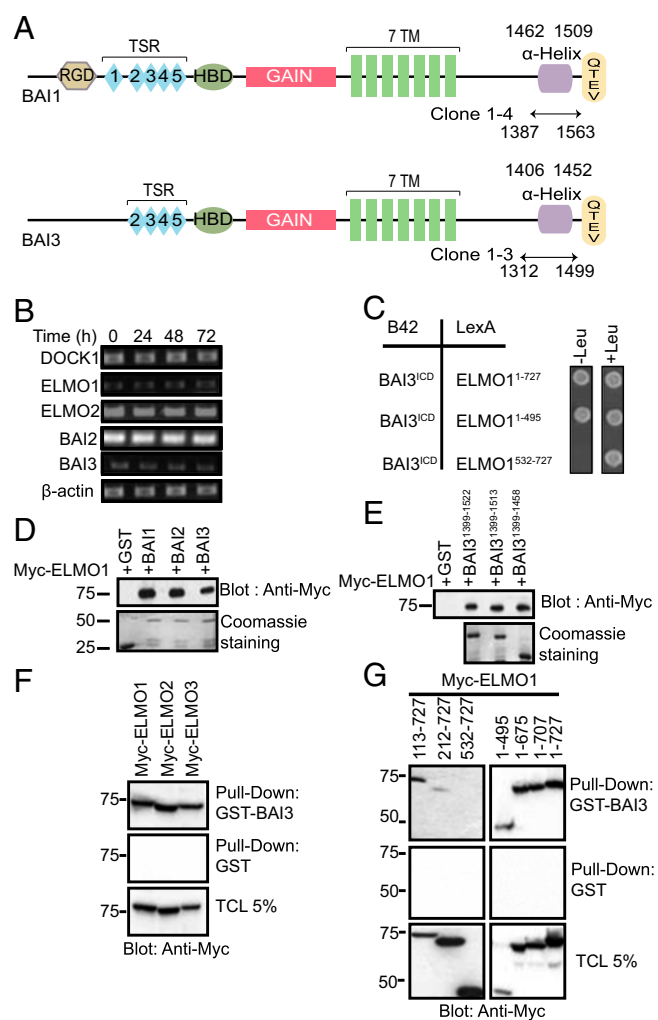 A
TSR
RGD 1 2 3 4 5 HBD GAIN
7 TM
1462 1509
α-Helix
QTEV
BAI1
Clone 1-4
1387 1563
TSR
2 3 4 5 HBD GAIN
7 TM
1406 1452
α-Helix
QTEV
BAI3
Clone 1-3
1312 1499
B
Time (h) 0 24 48 72
DOCK1
ELMO1
ELMO2
BAI2
BAI3
β-actin
C
B42 LexA
-Leu +Leu
BAI3ICD ELMO11-727
BAI3ICD ELMO11-495
BAI3ICD ELMO1532-727
D
+GST +BAI1 +BAI2 +BAI3
Myc-ELMO1
75 Blot : Anti-Myc
50 Coomassie
25 staining
E
+GST +BAI31399-1522 +BAI31399-1513 +BAI31399-1458
Myc-ELMO1
75 Blot : Anti-Myc
Coomassie
staining
F
Myc-ELMO1 Myc-ELMO2 Myc-ELMO3
75 Pull-Down:
GST-BAI3
75 Pull-Down:
GST
75 TCL 5%
Blot: Anti-Myc
G
Myc-ELMO1
113-727 212-727 532-727 1-495 1-675 1-707 1-727
75 Pull-Down:
50 GST-BAI3
75 Pull-Down:
50 GST
75
50 TCL 5%
Blot: Anti-Myc